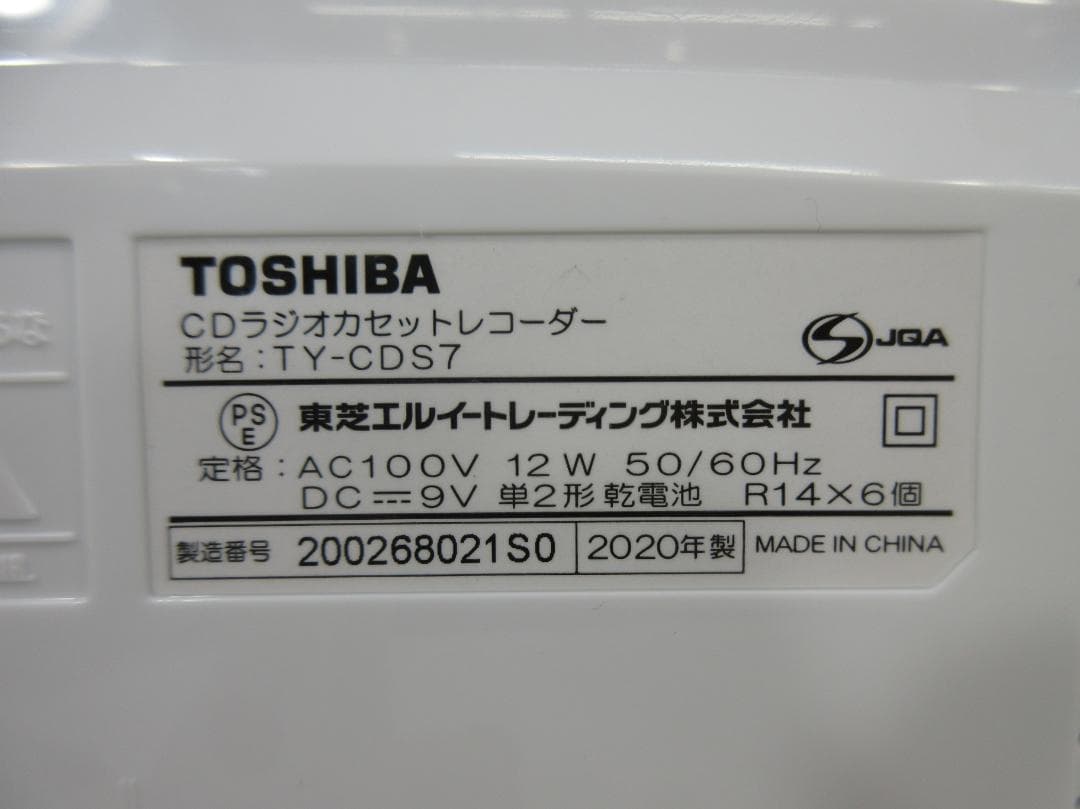 TOSHIBA
CDラジオカセットレコーダー
形名：TY-CDS7
JQA
PS
E
東芝エルイートレーディング株式会社
定格：AC100V 12W 50/60Hz
DC⎓9V 単2形乾電池 R14×6個
製造番号 200268021S0 2020年製 MADE IN CHINA